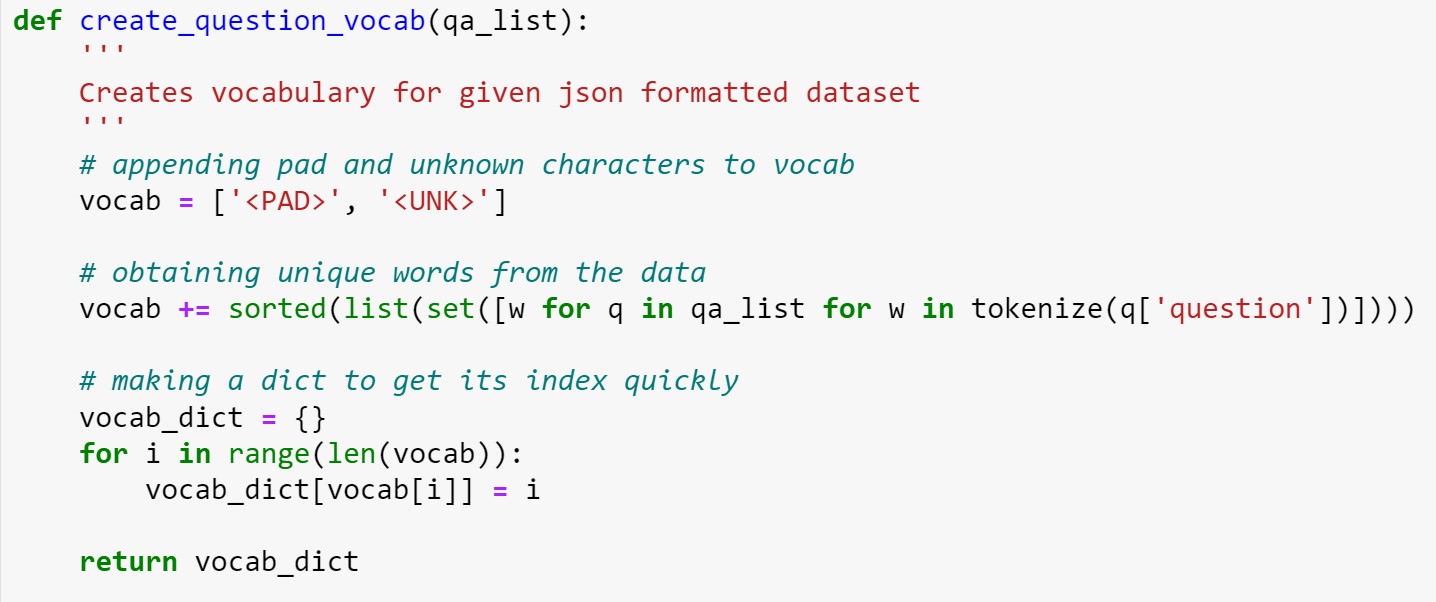 def create_question_vocab(qa_list):
    '''
    Creates vocabulary for given json formatted dataset
    '''
    # appending pad and unknown characters to vocab
    vocab = ['<PAD>', '<UNK>']

    # obtaining unique words from the data
    vocab += sorted(list(set([w for q in qa_list for w in tokenize(q['question'])])))

    # making a dict to get its index quickly
    vocab_dict = {}
    for i in range(len(vocab)):
        vocab_dict[vocab[i]] = i

    return vocab_dict